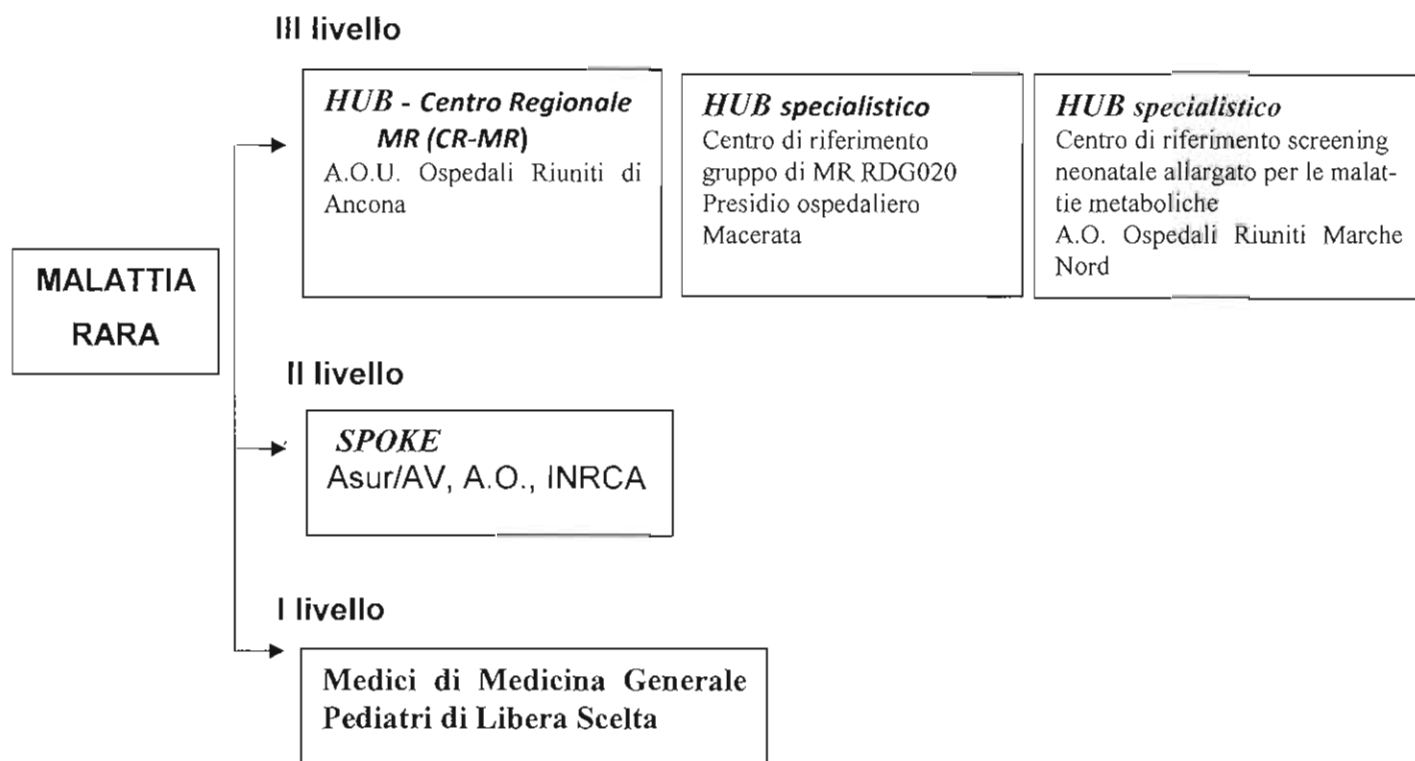 III livello
HUB - Centro Regionale
MR (CR-MR)
A.O.U. Ospedali Riuniti di
Ancona
HUB specialistico
Centro di riferimento
gruppo di MR RDG020
Presidio ospedaliero
Macerata
HUB specialistico
Centro di riferimento screening
neonatale allargato per le malat-
tie metaboliche
A.O. Ospedali Riuniti Marche
Nord
MALATTIA
RARA
II livello
SPOKE
Asur/AV, A.O., INRCA
I livello
Medici di Medicina Generale
Pediatri di Libera Scelta